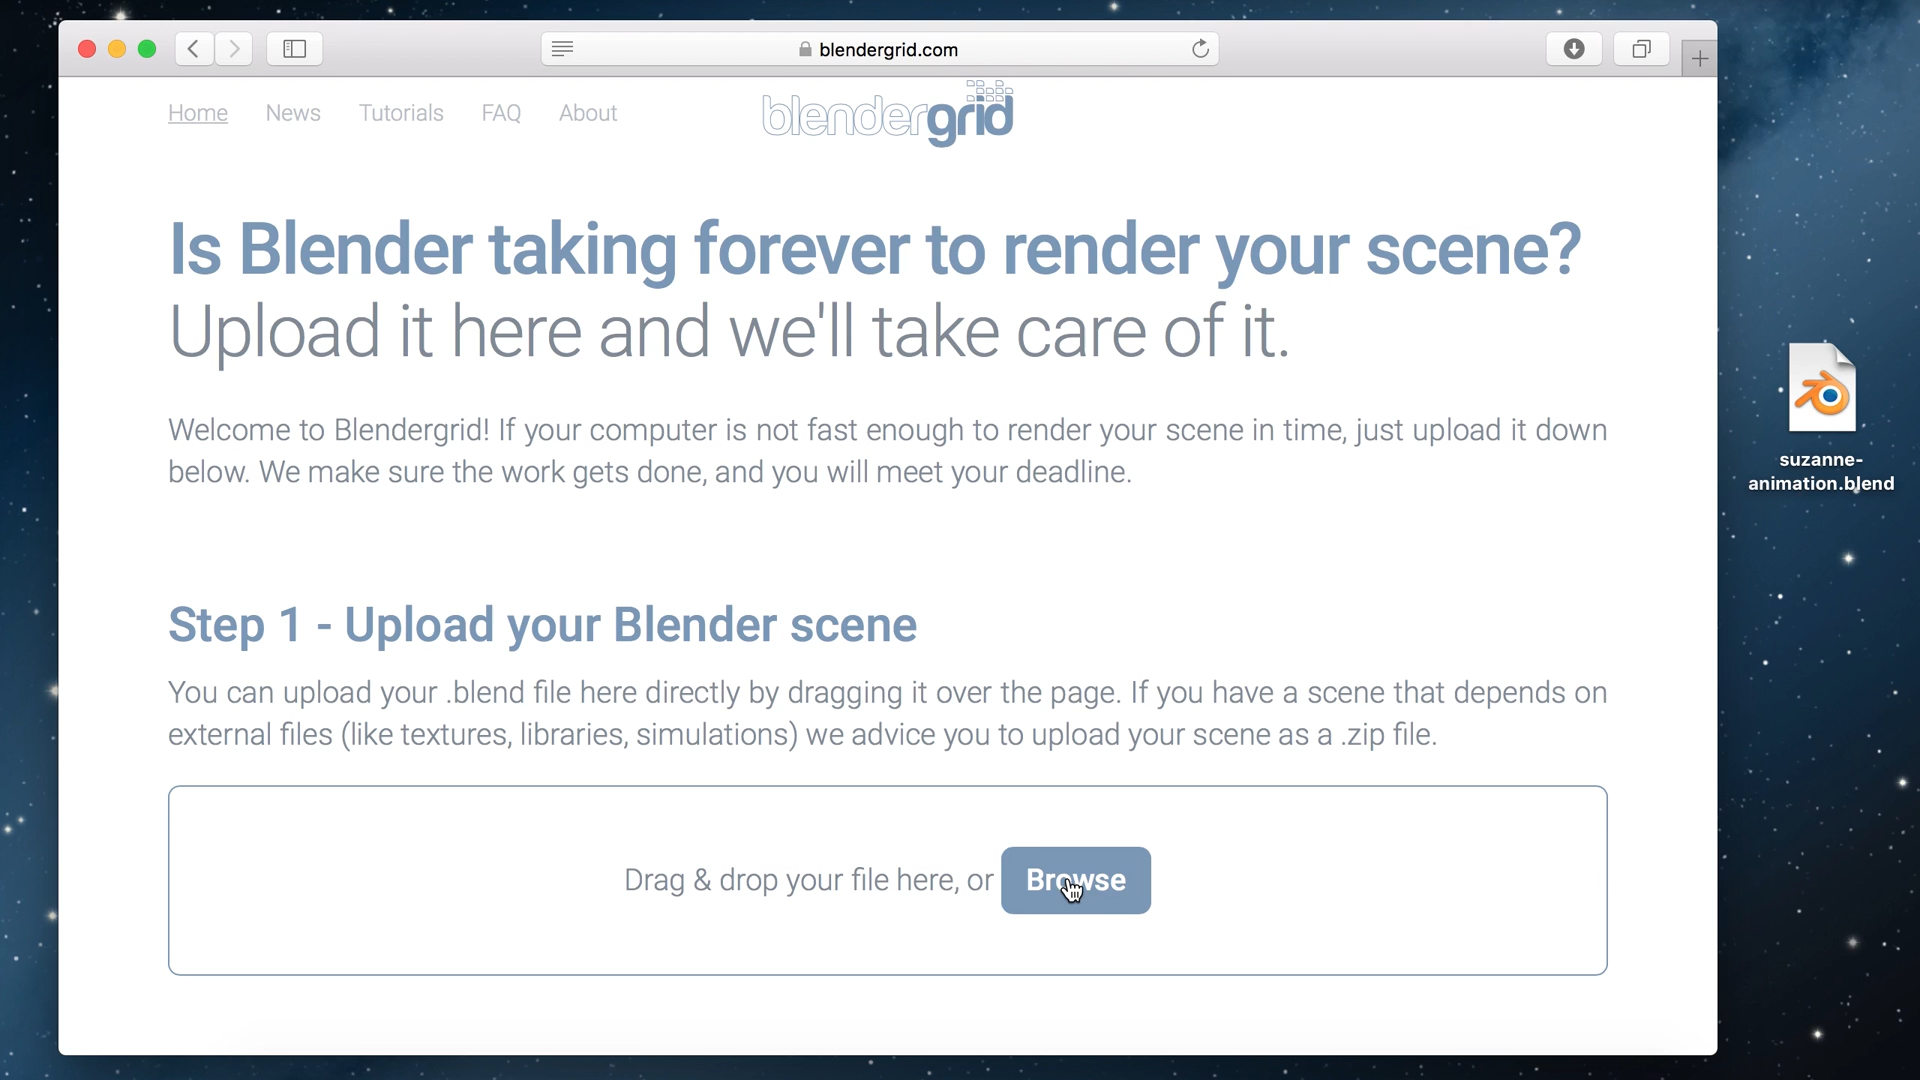 blendergrid.com
Home News Tutorials FAQ About
blendergrid
Is Blender taking forever to render your scene?
Upload it here and we'll take care of it.
Welcome to Blendergrid! If your computer is not fast enough to render your scene in time, just upload it down
below. We make sure the work gets done, and you will meet your deadline.
suzanne-
animation.blend
Step 1 - Upload your Blender scene
You can upload your .blend file here directly by dragging it over the page. If you have a scene that depends on
external files (like textures, libraries, simulations) we advice you to upload your scene as a .zip file.
Drag & drop your file here, or Browse